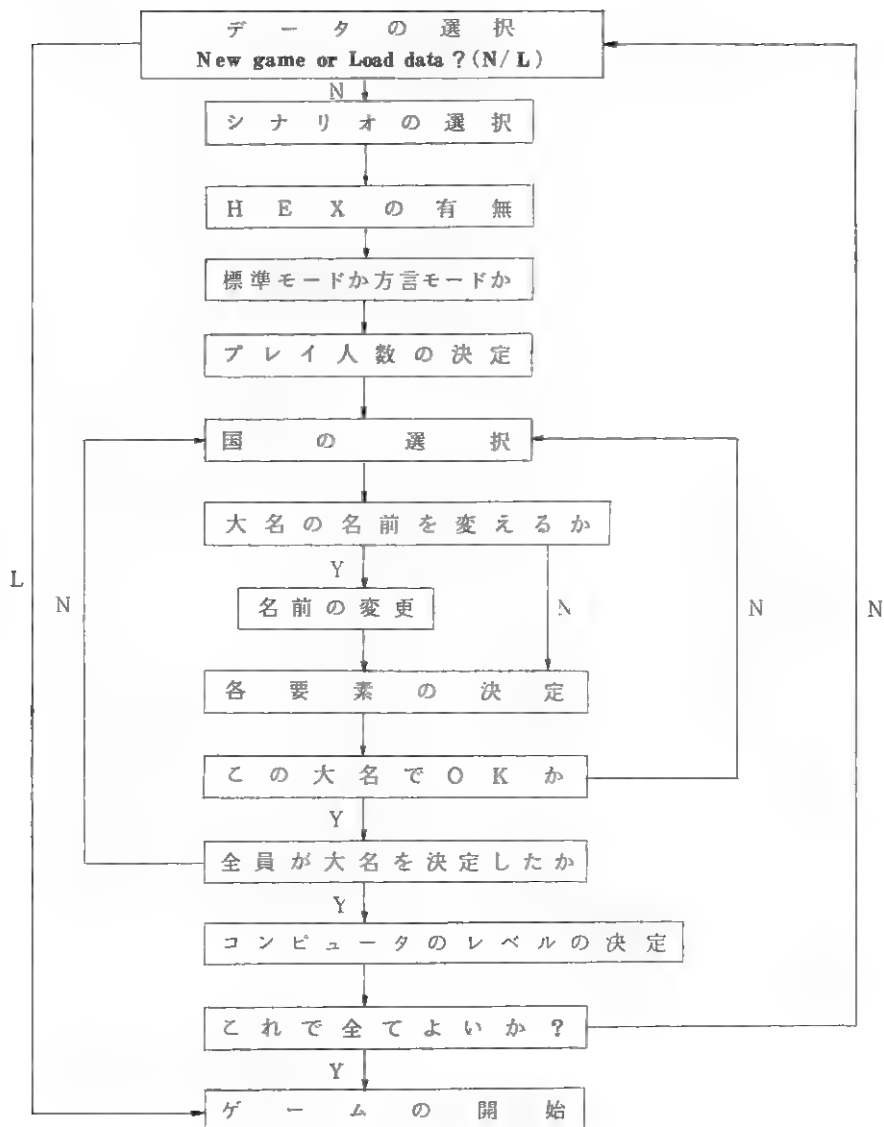 データの選択
New game or Load data ? (N/L)
N
シナリオの選択
HEXの有無
標準モードか方言モードか
プレイ人数の決定
国の選択
大名の名前を変えるか
Y
L
N
名前の変更
N
N
N
各要素の決定
この大名でOKか
Y
全員が大名を決定したか
Y
コンピュータのレベルの決定
これで全てよいか?
Y
ゲームの開始